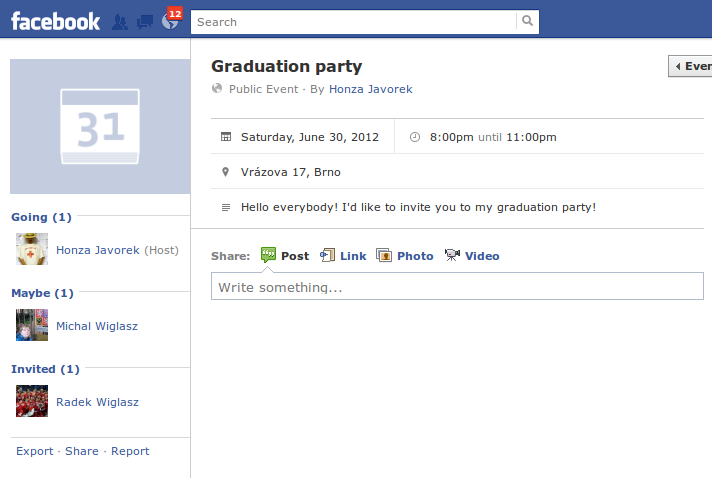 facebook
12
Search
31
Graduation party
Public Event · By Honza Javorek
Saturday, June 30, 2012
8:00pm until 11:00pm
Vrázova 17, Brno
Hello everybody! I'd like to invite you to my graduation party!
Going (1)
Honza Javorek (Host)
Maybe (1)
Michal Wiglasz
Invited (1)
Radek Wiglasz
Export · Share · Report
Share: Post Link Photo Video
Write something...